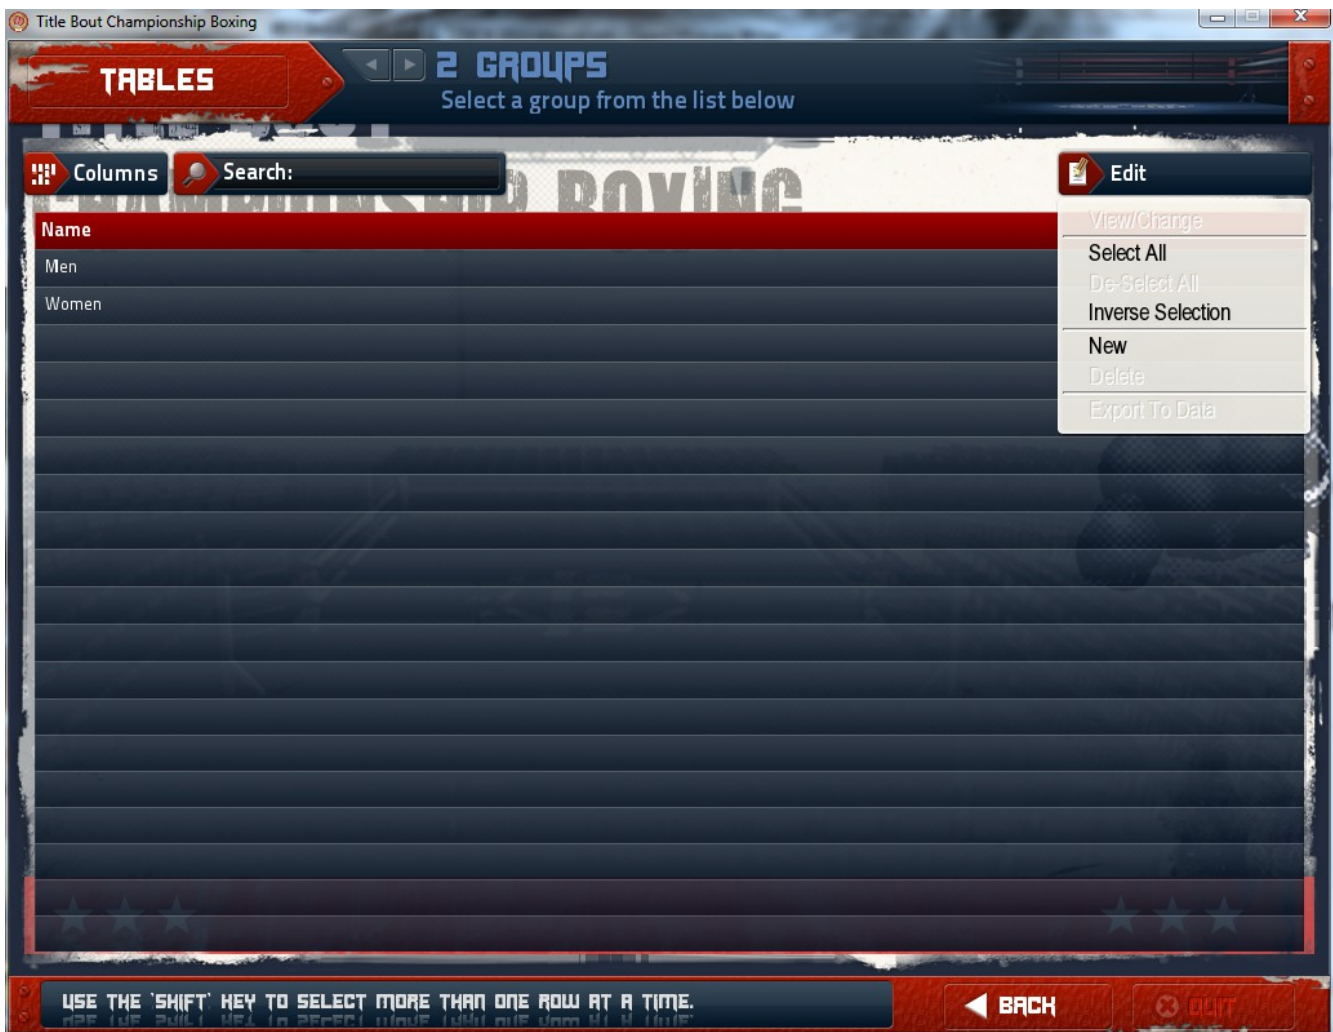 Title Bout Championship Boxing
TABLES
2 GROUPS
Select a group from the list below
Columns
Search:
Edit
CHAMPIONSHIP BOXING
Name
Men
Women
View/Change
Select All
De-Select All
Inverse Selection
New
Delete
Export To Data
USE THE 'SHIFT' KEY TO SELECT MORE THAN ONE ROW AT A TIME.
BACK
QUIT